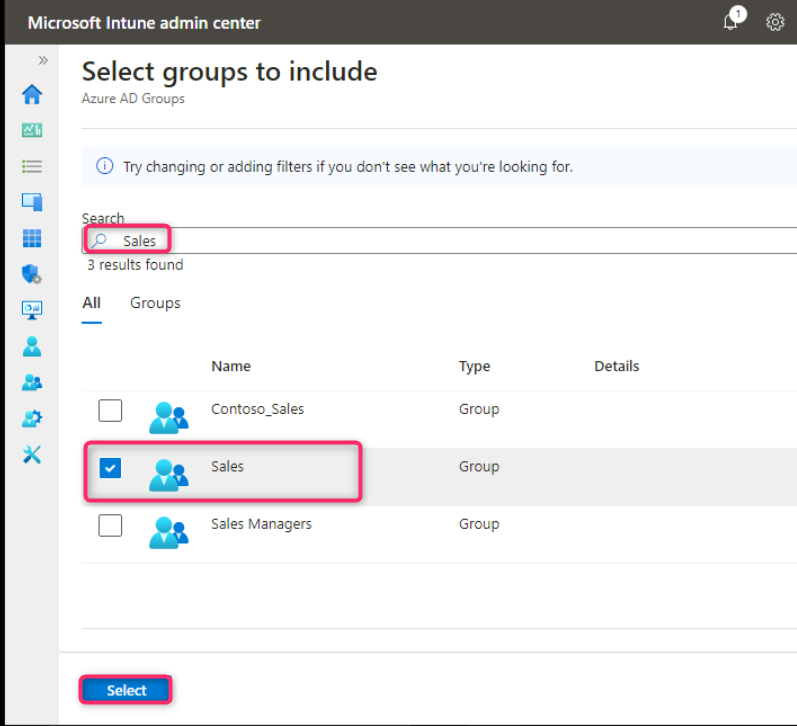 Microsoft Intune admin center
1
Select groups to include
Azure AD Groups
Try changing or adding filters if you don't see what you're looking for.
Search
Sales
3 results found
All Groups
Name Type Details
Contoso_Sales Group
Sales Group
Sales Managers Group
Select